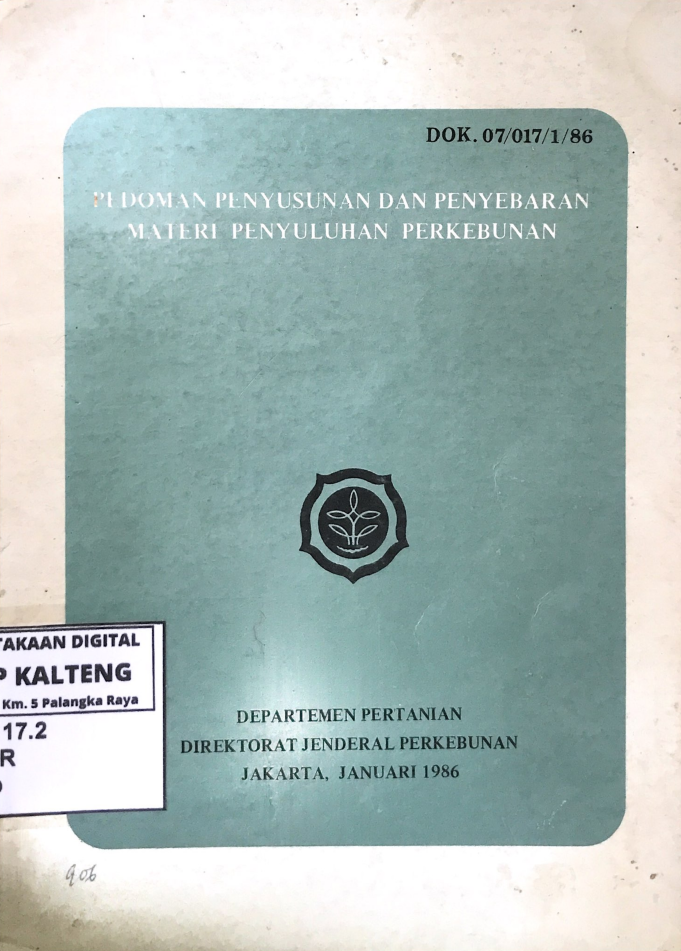 DOK. 07/017/1/86
PEDOMAN PENYUSUNAN DAN PENYEBARAN
MATERI PENYULUHAN PERKEBUNAN
TAKAAN DIGITAL
P KALTENG
Km. 5 Palangka Raya
17.2
R
DEPARTEMEN PERTANIAN
DIREKTORAT JENDERAL PERKEBUNAN
JAKARTA, JANUARI 1986
906